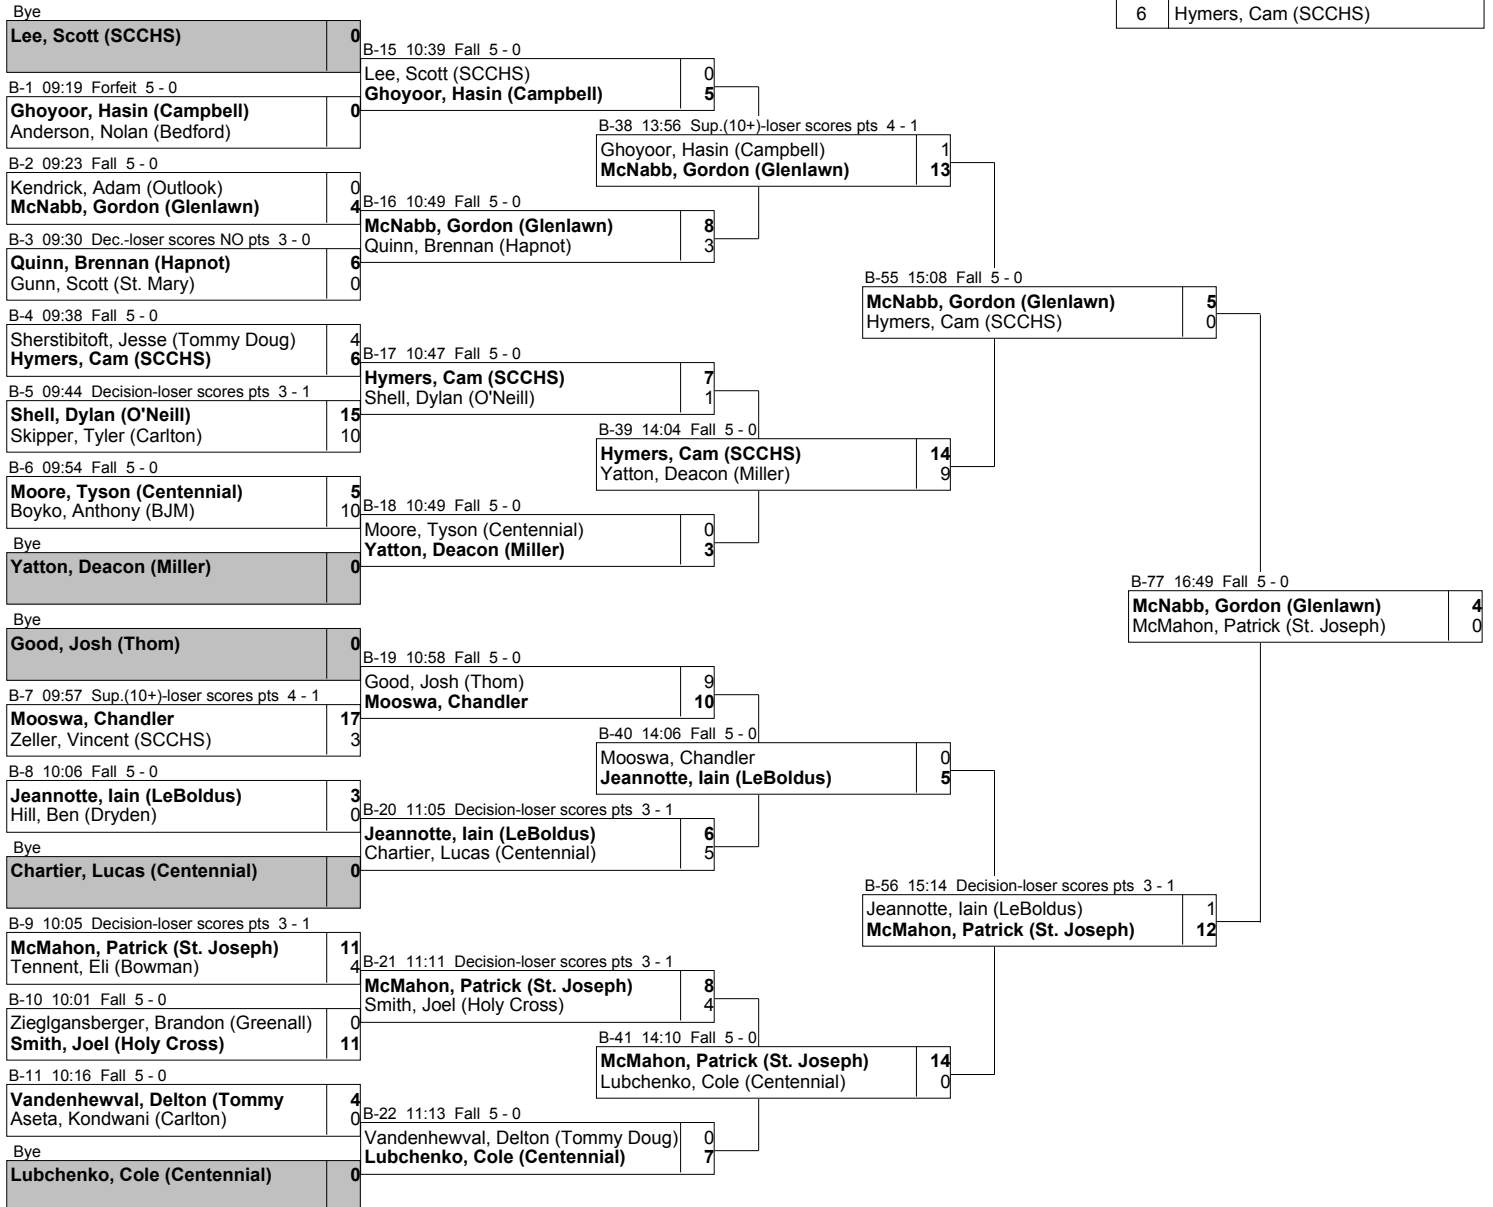 6 Hymers, Cam (SCCHS)
Bye
Lee, Scott (SCCHS) 0
B-1 09:19 Forfeit 5 - 0
Ghoyoor, Hasin (Campbell) 0
Anderson, Nolan (Bedford)
B-2 09:23 Fall 5 - 0
Kendrick, Adam (Outlook) 0
McNabb, Gordon (Glenlawn) 4
B-3 09:30 Dec.-loser scores NO pts 3 - 0
Quinn, Brennan (Hapnot) 6
Gunn, Scott (St. Mary) 0
B-4 09:38 Fall 5 - 0
Sherstibitoft, Jesse (Tommy Doug) 4
Hymers, Cam (SCCHS) 6
B-5 09:44 Decision-loser scores pts 3 - 1
Shell, Dylan (O'Neill) 15
Skipper, Tyler (Carlton) 10
B-6 09:54 Fall 5 - 0
Moore, Tyson (Centennial) 5
Boyko, Anthony (BJM) 10
Bye
Yatton, Deacon (Miller) 0
Bye
Good, Josh (Thom) 0
B-7 09:57 Sup.(10+)-loser scores pts 4 - 1
Mooswa, Chandler 17
Zeller, Vincent (SCCHS) 3
B-8 10:06 Fall 5 - 0
Jeannotte, Iain (LeBoldus) 3
Hill, Ben (Dryden) 0
Bye
Chartier, Lucas (Centennial) 0
B-9 10:05 Decision-loser scores pts 3 - 1
McMahon, Patrick (St. Joseph) 11
Tennent, Eli (Bowman) 4
B-10 10:01 Fall 5 - 0
Zieglgansberger, Brandon (Greenall) 0
Smith, Joel (Holy Cross) 11
B-11 10:16 Fall 5 - 0
Vandenhewval, Delton (Tommy 4
Aseta, Kondwani (Carlton) 0
Bye
Lubchenko, Cole (Centennial) 0
B-15 10:39 Fall 5 - 0
Lee, Scott (SCCHS) 0
Ghoyoor, Hasin (Campbell) 5
B-16 10:49 Fall 5 - 0
McNabb, Gordon (Glenlawn) 8
Quinn, Brennan (Hapnot) 3
B-17 10:47 Fall 5 - 0
Hymers, Cam (SCCHS) 7
Shell, Dylan (O'Neill) 1
B-18 10:49 Fall 5 - 0
Moore, Tyson (Centennial) 0
Yatton, Deacon (Miller) 3
B-19 10:58 Fall 5 - 0
Good, Josh (Thom) 9
Mooswa, Chandler 10
B-20 11:05 Decision-loser scores pts 3 - 1
Jeannotte, Iain (LeBoldus) 6
Chartier, Lucas (Centennial) 5
B-21 11:11 Decision-loser scores pts 3 - 1
McMahon, Patrick (St. Joseph) 8
Smith, Joel (Holy Cross) 4
B-22 11:13 Fall 5 - 0
Vandenhewval, Delton (Tommy Doug) 0
Lubchenko, Cole (Centennial) 7
B-38 13:56 Sup.(10+)-loser scores pts 4 - 1
Ghoyoor, Hasin (Campbell) 1
McNabb, Gordon (Glenlawn) 13
B-39 14:04 Fall 5 - 0
Hymers, Cam (SCCHS) 14
Yatton, Deacon (Miller) 9
B-40 14:06 Fall 5 - 0
Mooswa, Chandler 0
Jeannotte, Iain (LeBoldus) 5
B-41 14:10 Fall 5 - 0
McMahon, Patrick (St. Joseph) 14
Lubchenko, Cole (Centennial) 0
B-55 15:08 Fall 5 - 0
McNabb, Gordon (Glenlawn) 5
Hymers, Cam (SCCHS) 0
B-56 15:14 Decision-loser scores pts 3 - 1
Jeannotte, Iain (LeBoldus) 1
McMahon, Patrick (St. Joseph) 12
B-77 16:49 Fall 5 - 0
McNabb, Gordon (Glenlawn) 4
McMahon, Patrick (St. Joseph) 0